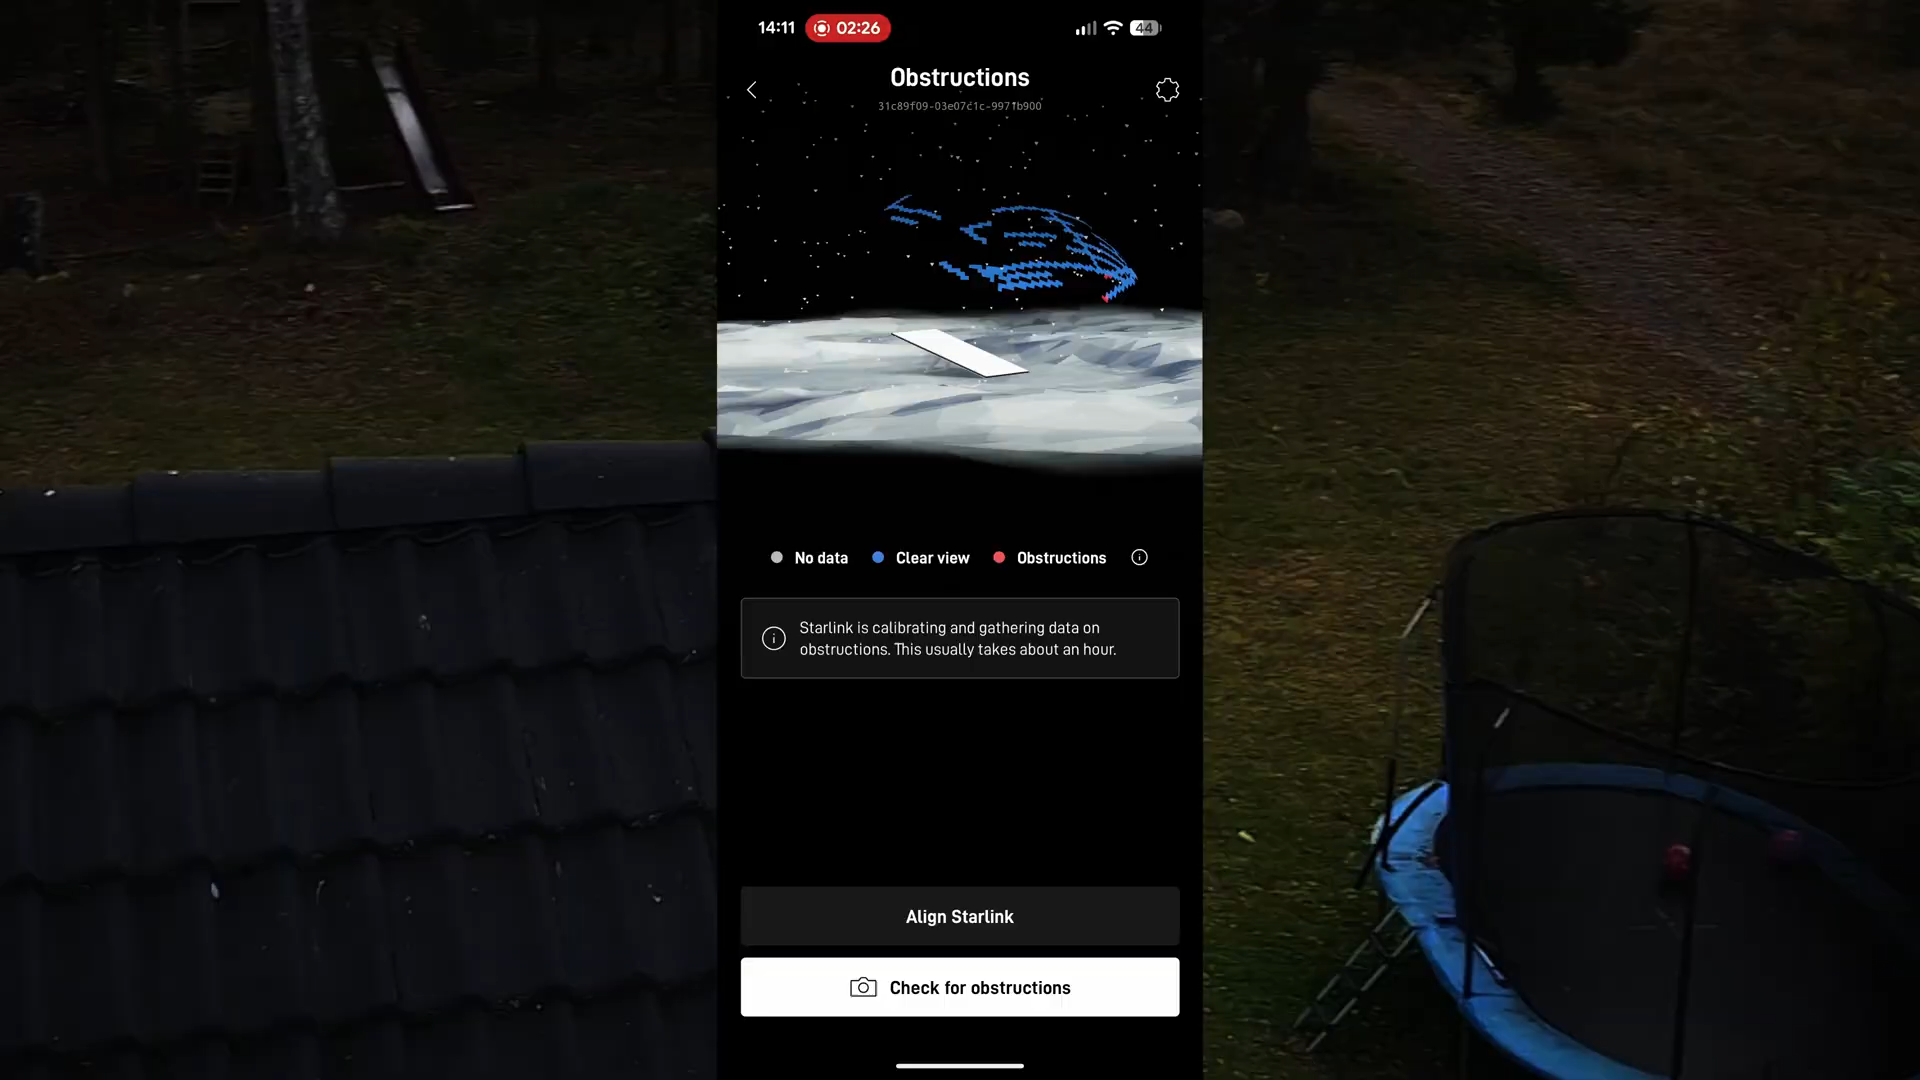 14:11 02:26 44
Obstructions
31c89f09-03e07c1c-9971b900
No data Clear view Obstructions
Starlink is calibrating and gathering data on
obstructions. This usually takes about an hour.
Align Starlink
Check for obstructions